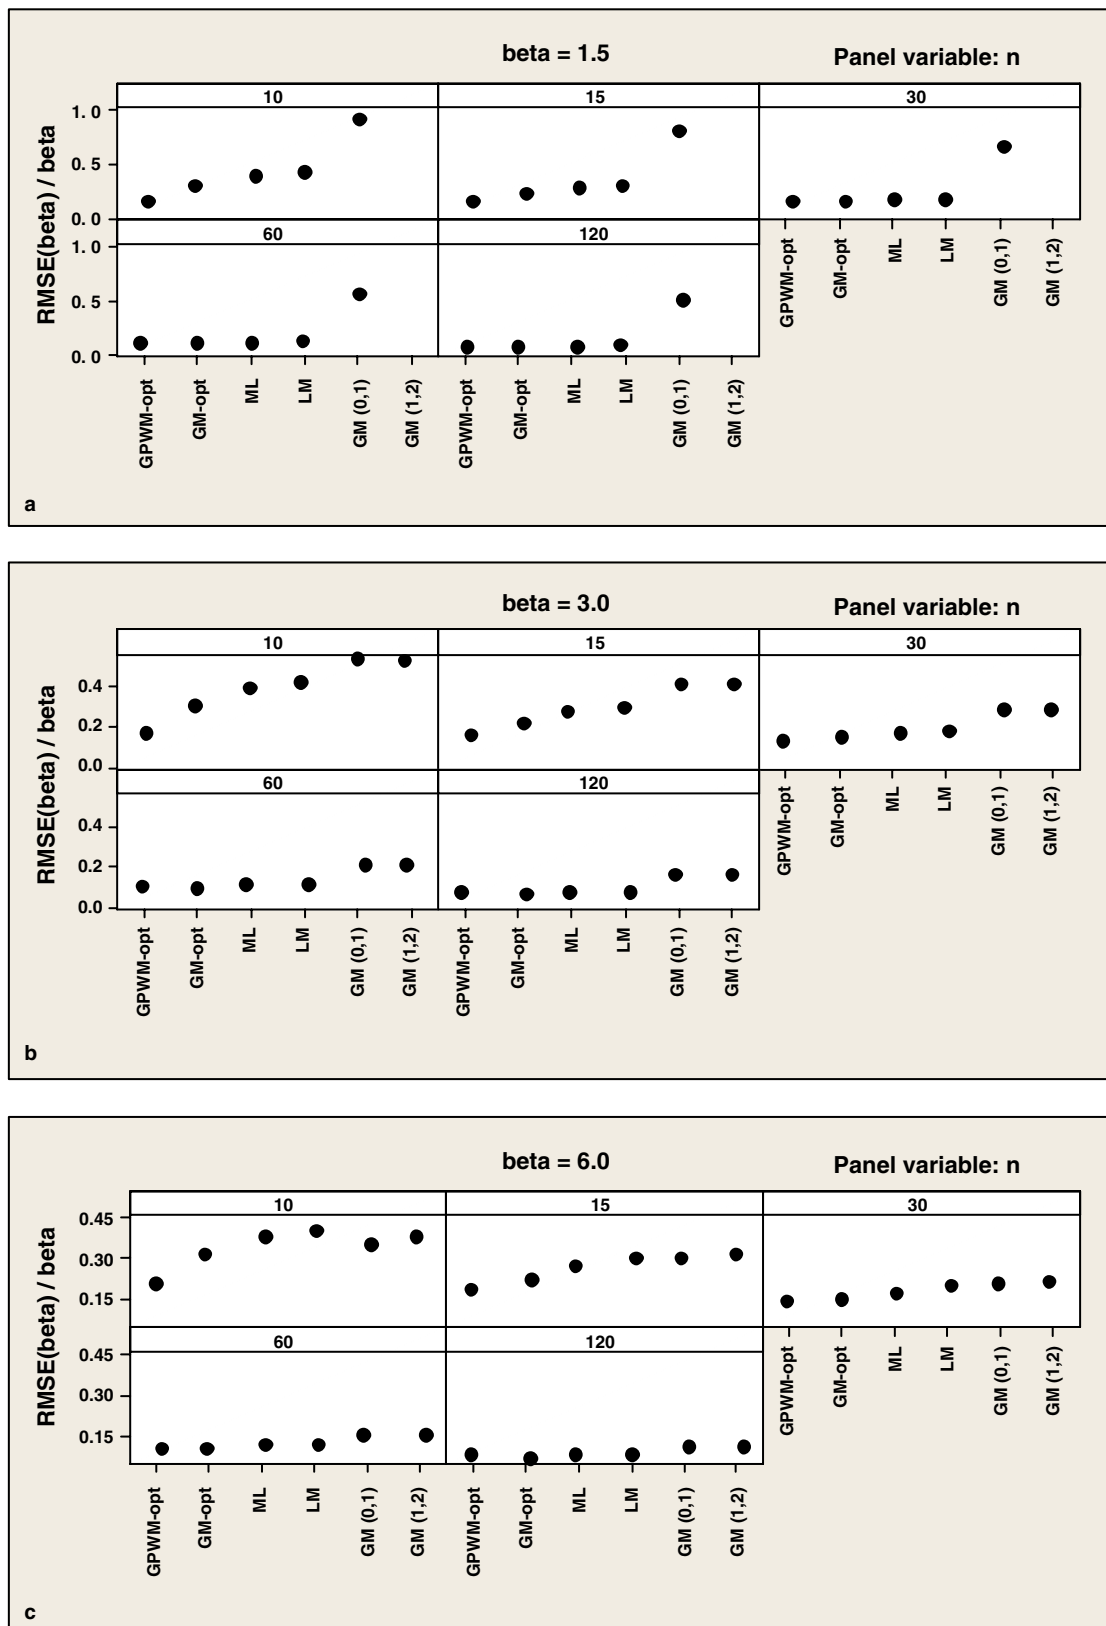 beta = 1.5
Panel variable: n
RMSE(beta) / beta
10 15 30
1. 0
0. 5
0. 0
60 120
1. 0
0. 5
0. 0
GPWM-opt GM-opt ML LM GM (0,1) GM (1,2)
GPWM-opt GM-opt ML LM GM (0,1) GM (1,2)
GPWM-opt GM-opt ML LM GM (0,1) GM (1,2)
a
beta = 3.0
Panel variable: n
RMSE(beta) / beta
10 15 30
0.4
0.2
0.0
60 120
0.4
0.2
0.0
GPWM-opt GM-opt ML LM GM (0,1) GM (1,2)
GPWM-opt GM-opt ML LM GM (0,1) GM (1,2)
GPWM-opt GM-opt ML LM GM (0,1) GM (1,2)
b
beta = 6.0
Panel variable: n
RMSE(beta) / beta
10 15 30
0.45
0.30
0.15
60 120
0.45
0.30
0.15
GPWM-opt GM-opt ML LM GM (0,1) GM (1,2)
GPWM-opt GM-opt ML LM GM (0,1) GM (1,2)
GPWM-opt GM-opt ML LM GM (0,1) GM (1,2)
c